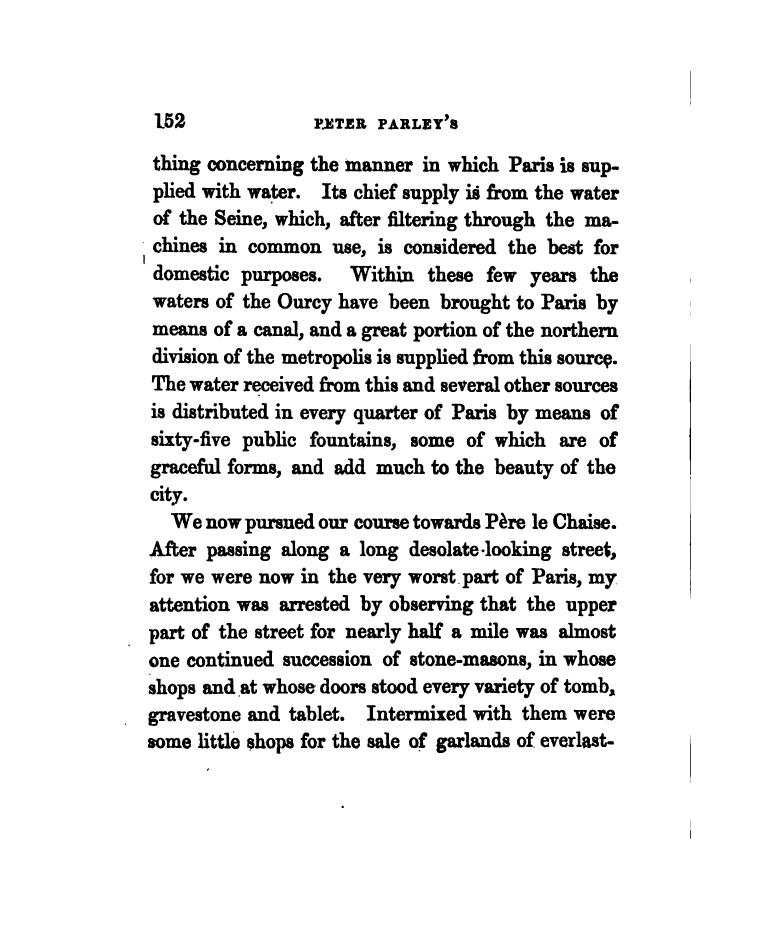 152 PETER PARLEY'S
thing concerning the manner in which Paris is sup-
plied with water. Its chief supply is from the water
of the Seine, which, after filtering through the ma-
chines in common use, is considered the best for
domestic purposes. Within these few years the
waters of the Ourcy have been brought to Paris by
means of a canal, and a great portion of the northern
division of the metropolis is supplied from this source.
The water received from this and several other sources
is distributed in every quarter of Paris by means of
sixty-five public fountains, some of which are of
graceful forms, and add much to the beauty of the
city.
We now pursued our course towards Père le Chaise.
After passing along a long desolate-looking street,
for we were now in the very worst part of Paris, my
attention was arrested by observing that the upper
part of the street for nearly half a mile was almost
one continued succession of stone-masons, in whose
shops and at whose doors stood every variety of tomb,
gravestone and tablet. Intermixed with them were
some little shops for the sale of garlands of everlast-